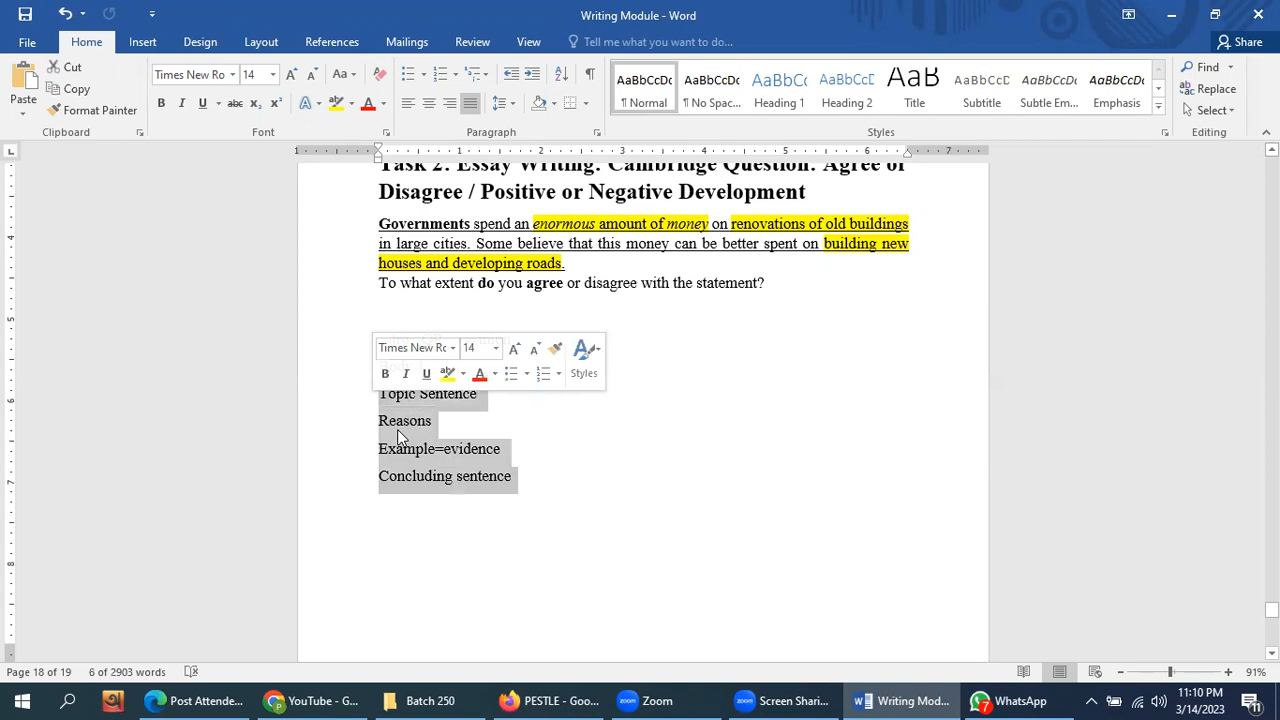 Writing Module - Word
File
Home
Insert
Design
Layout
References
Mailings
Review
View
Tell me what you want to do...
Share
Paste
Cut
Copy
Format Painter
Clipboard
Times New Ro
14
Font
Paragraph
AaBbCcDc
¶ Normal
AaBbCcDc
¶ No Spac...
AaBbCc
Heading
AaBbCcC
Heading 2
AaB
Title
AaBbCcD
Subtitle
AaBbCcDc
Subtle Em...
AaBbCcDc
Emphasis
Styles
Find
Replace
Select
Editing
Task 2: Essay Writing: Cambridge Question: Agree or
Disagree / Positive or Negative Development
Governments spend an enormous amount of money on renovations of old buildings
in large cities. Some believe that this money can be better spent on building new
houses and developing roads.
To what extent do you agree or disagree with the statement?
Times New Ro
14
Styles
Topic Sentence
Reasons
Example=evidence
Concluding sentence
Page 18 of 19
6 of 2903 words
91%
Post Attende...
YouTube - G...
Batch 250
PESTLE - Goo...
Zoom
Screen Shari...
Writing Mod...
7
WhatsApp
11:10 PM
3/14/2023
11